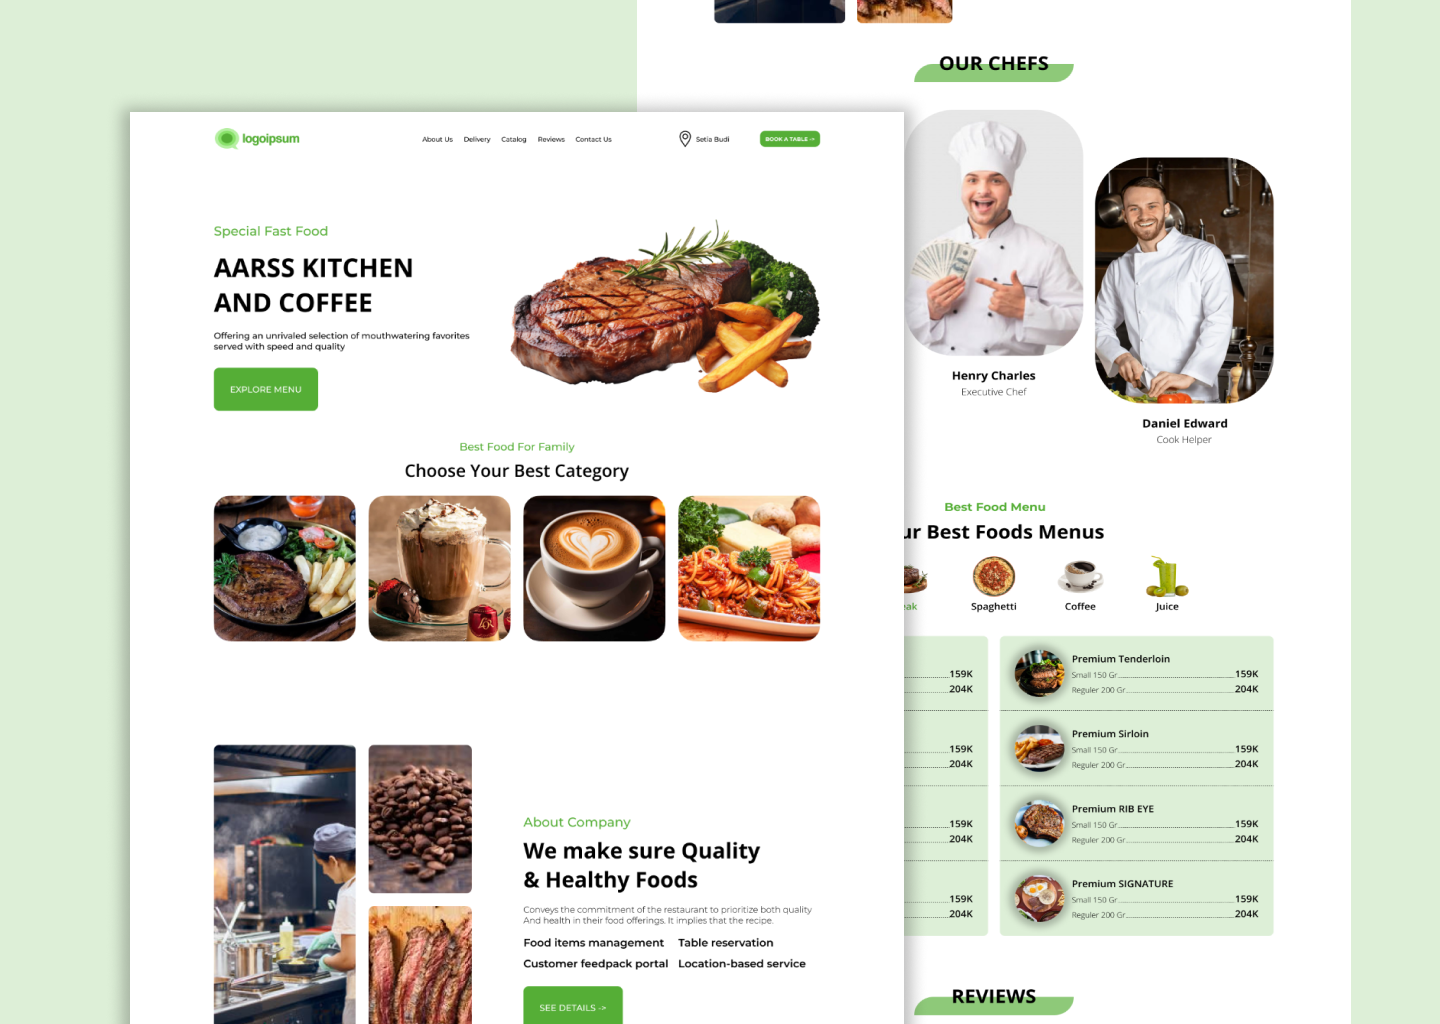 OUR CHEFS
logoipsum
About Us Delivery Catalog Reviews Contact Us
Setia Budi
BOOK A TABLE ->
Special Fast Food
AARSS KITCHEN
AND COFFEE
Offering an unrivaled selection of mouthwatering favorites
served with speed and quality
EXPLORE MENU
Best Food For Family
Choose Your Best Category
L'OR
About Company
We make sure Quality
& Healthy Foods
Conveys the commitment of the restaurant to prioritize both quality
And health in their food offerings. It implies that the recipe.
Food items management Table reservation
Customer feedpack portal Location-based service
SEE DETAILS ->
Henry Charles
Executive Chef
Daniel Edward
Cook Helper
Best Food Menu
ur Best Foods Menus
eak
Spaghetti
Coffee
Juice
159K
204K
159K
204K
159K
204K
159K
204K
Premium Tenderloin
Small 150 Gr 159K
Reguler 200 Gr 204K
Premium Sirloin
Small 150 Gr 159K
Reguler 200 Gr 204K
Premium RIB EYE
Small 150 Gr 159K
Reguler 200 Gr 204K
Premium SIGNATURE
Small 150 Gr 159K
Reguler 200 Gr 204K
REVIEWS